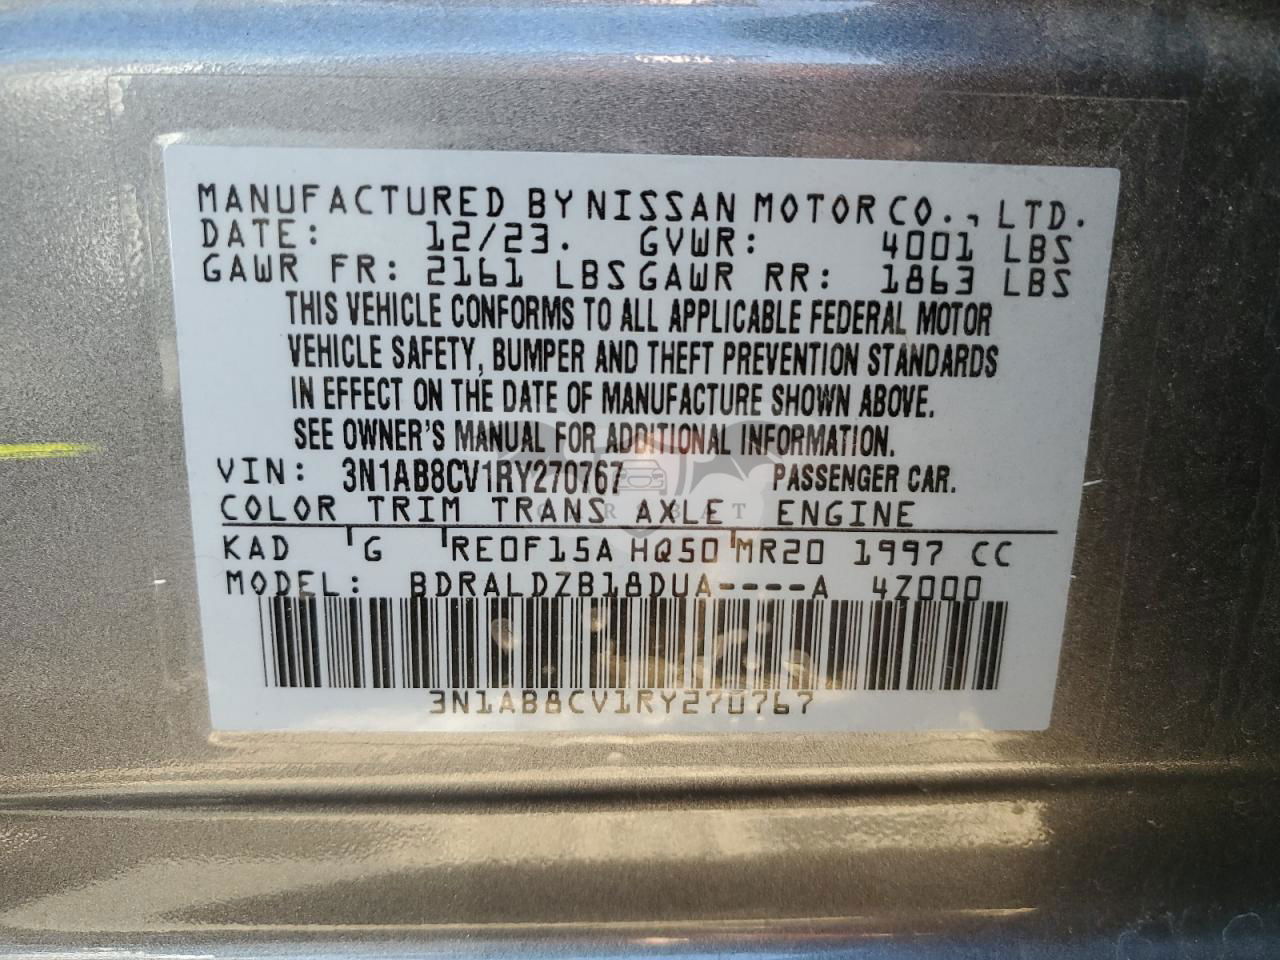 MANUFACTURED BY NISSAN MOTOR CO., LTD.
DATE: 12/23. GVWR: 4001 LBS
GAWR FR: 2161 LBS GAWR RR: 1863 LBS
THIS VEHICLE CONFORMS TO ALL APPLICABLE FEDERAL MOTOR
VEHICLE SAFETY, BUMPER AND THEFT PREVENTION STANDARDS
IN EFFECT ON THE DATE OF MANUFACTURE SHOWN ABOVE.
SEE OWNER'S MANUAL FOR ADDITIONAL INFORMATION.
VIN: 3N1AB8CV1RY270767 PASSENGER CAR.
COLOR TRIM TRANS AXLE ENGINE
KAD G RE0F15A HQ50 MR20 1997 CC
MODEL: BDRALDZB18DUA----A 4Z000
3N1AB8CV1RY270767